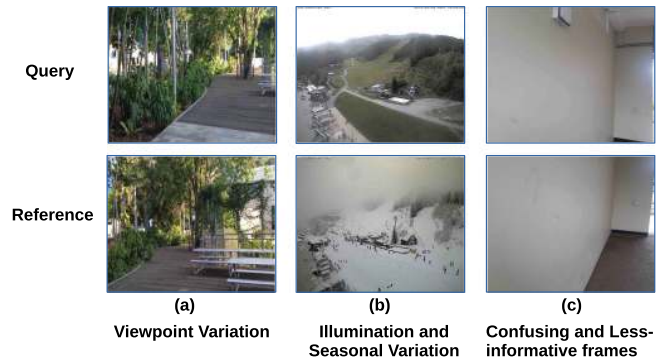 Query
Reference
(a)
(b)
(c)
Viewpoint Variation
Illumination and
Seasonal Variation
Confusing and Less-
informative frames